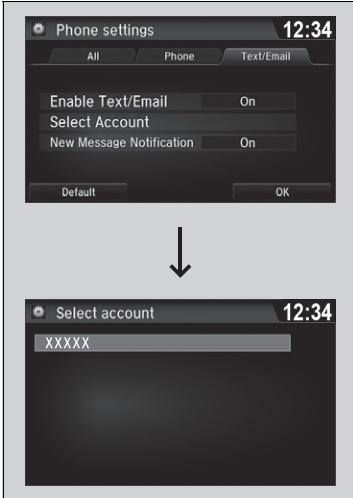 Phone settings 12:34
All Phone Text/Email
Enable Text/Email On
Select Account
New Message Notification On
Default OK
Select account 12:34
XXXXX